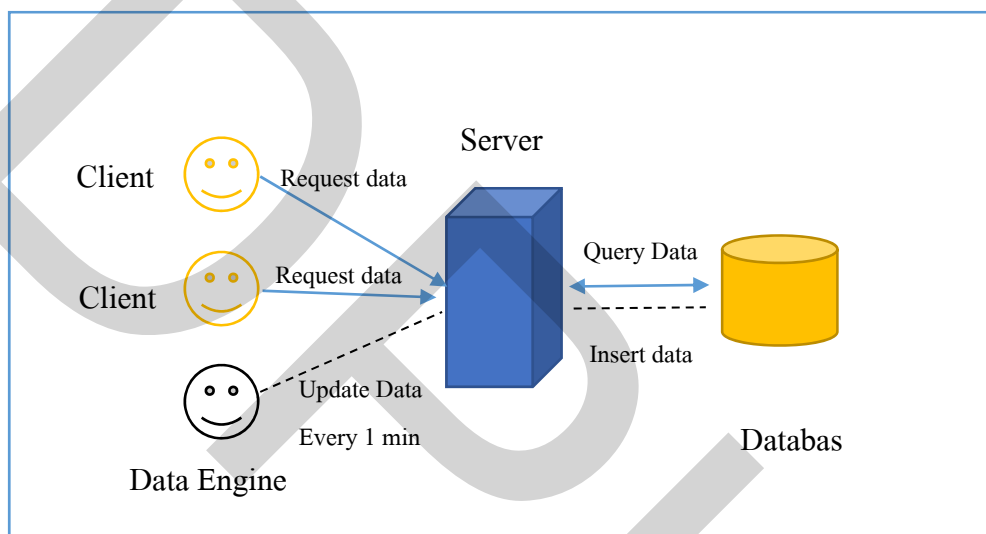 Server
Client
Request data
Client
Request data
Query Data
Insert data
Update Data
Every 1 min
Data Engine
Databas